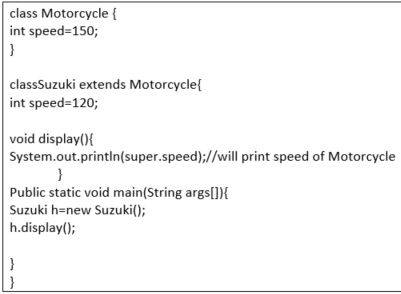 class Motorcycle {
int speed=150;
}
classSuzuki extends Motorcycle{
int speed=120;
void display(){
System.out.println(super.speed);//will print speed of Motorcycle
}
Public static void main(String args[]){
Suzuki h=new Suzuki();
h.display();
}
}